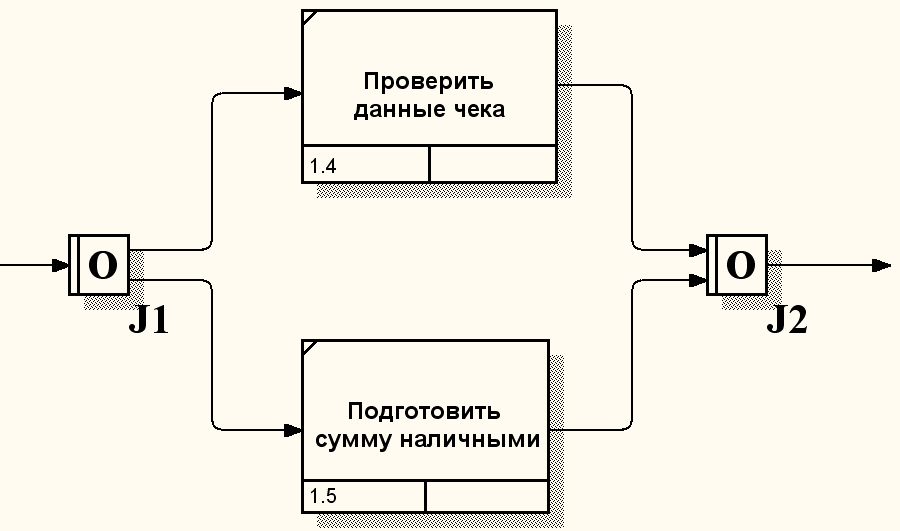 Проверить
данные чека
1.4
O
J1
O
J2
Подготовить
сумму наличными
1.5